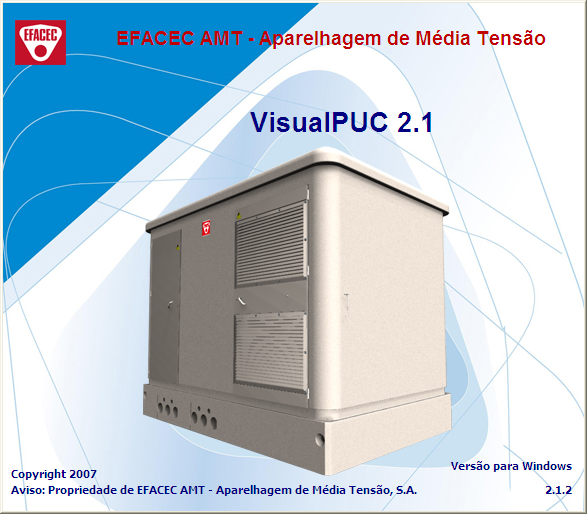 EFACEC
EFACEC AMT - Aparelhagem de Média Tensão
VisualPUC 2.1
Versão para Windows
Copyright 2007
Aviso: Propriedade de EFACEC AMT - Aparelhagem de Média Tensão, S.A.
2.1.2